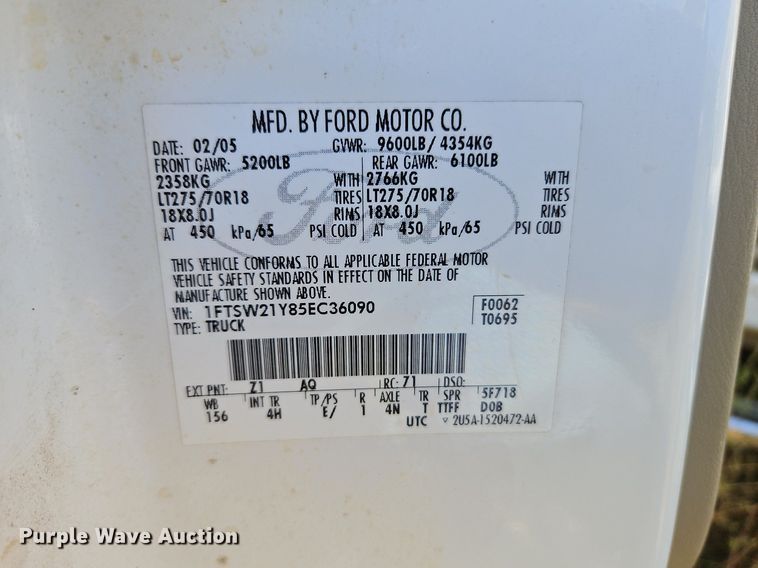 MFD. BY FORD MOTOR CO.
DATE: 02/05 GVWR: 9600LB/ 4354KG
FRONT GAWR: 5200LB REAR GAWR: 6100LB
2358KG WITH 2766KG WITH
LT275/70R18 TIRES LT275/70R18 TIRES
18X8.0J RIMS 18X8.0J RIMS
AT 450 kPa/65 PSI COLD AT 450 kPa/65 PSI COLD
Ford
THIS VEHICLE CONFORMS TO ALL APPLICABLE FEDERAL MOTOR
VEHICLE SAFETY STANDARDS IN EFFECT ON THE DATE OF
MANUFACTURE SHOWN ABOVE.
VIN: 1FTSW21Y85EC36090 F0062
TYPE: TRUCK T0695
EXT PNT: Z1 AQ RC: 71 DSO:
WB INT TR TP/PS R AXLE TR SPR 5F718
156 4H E/ 1 4N T TTFF DOB
UTC ▽ 2U5A-1520472-AA
Purple Wave Auction